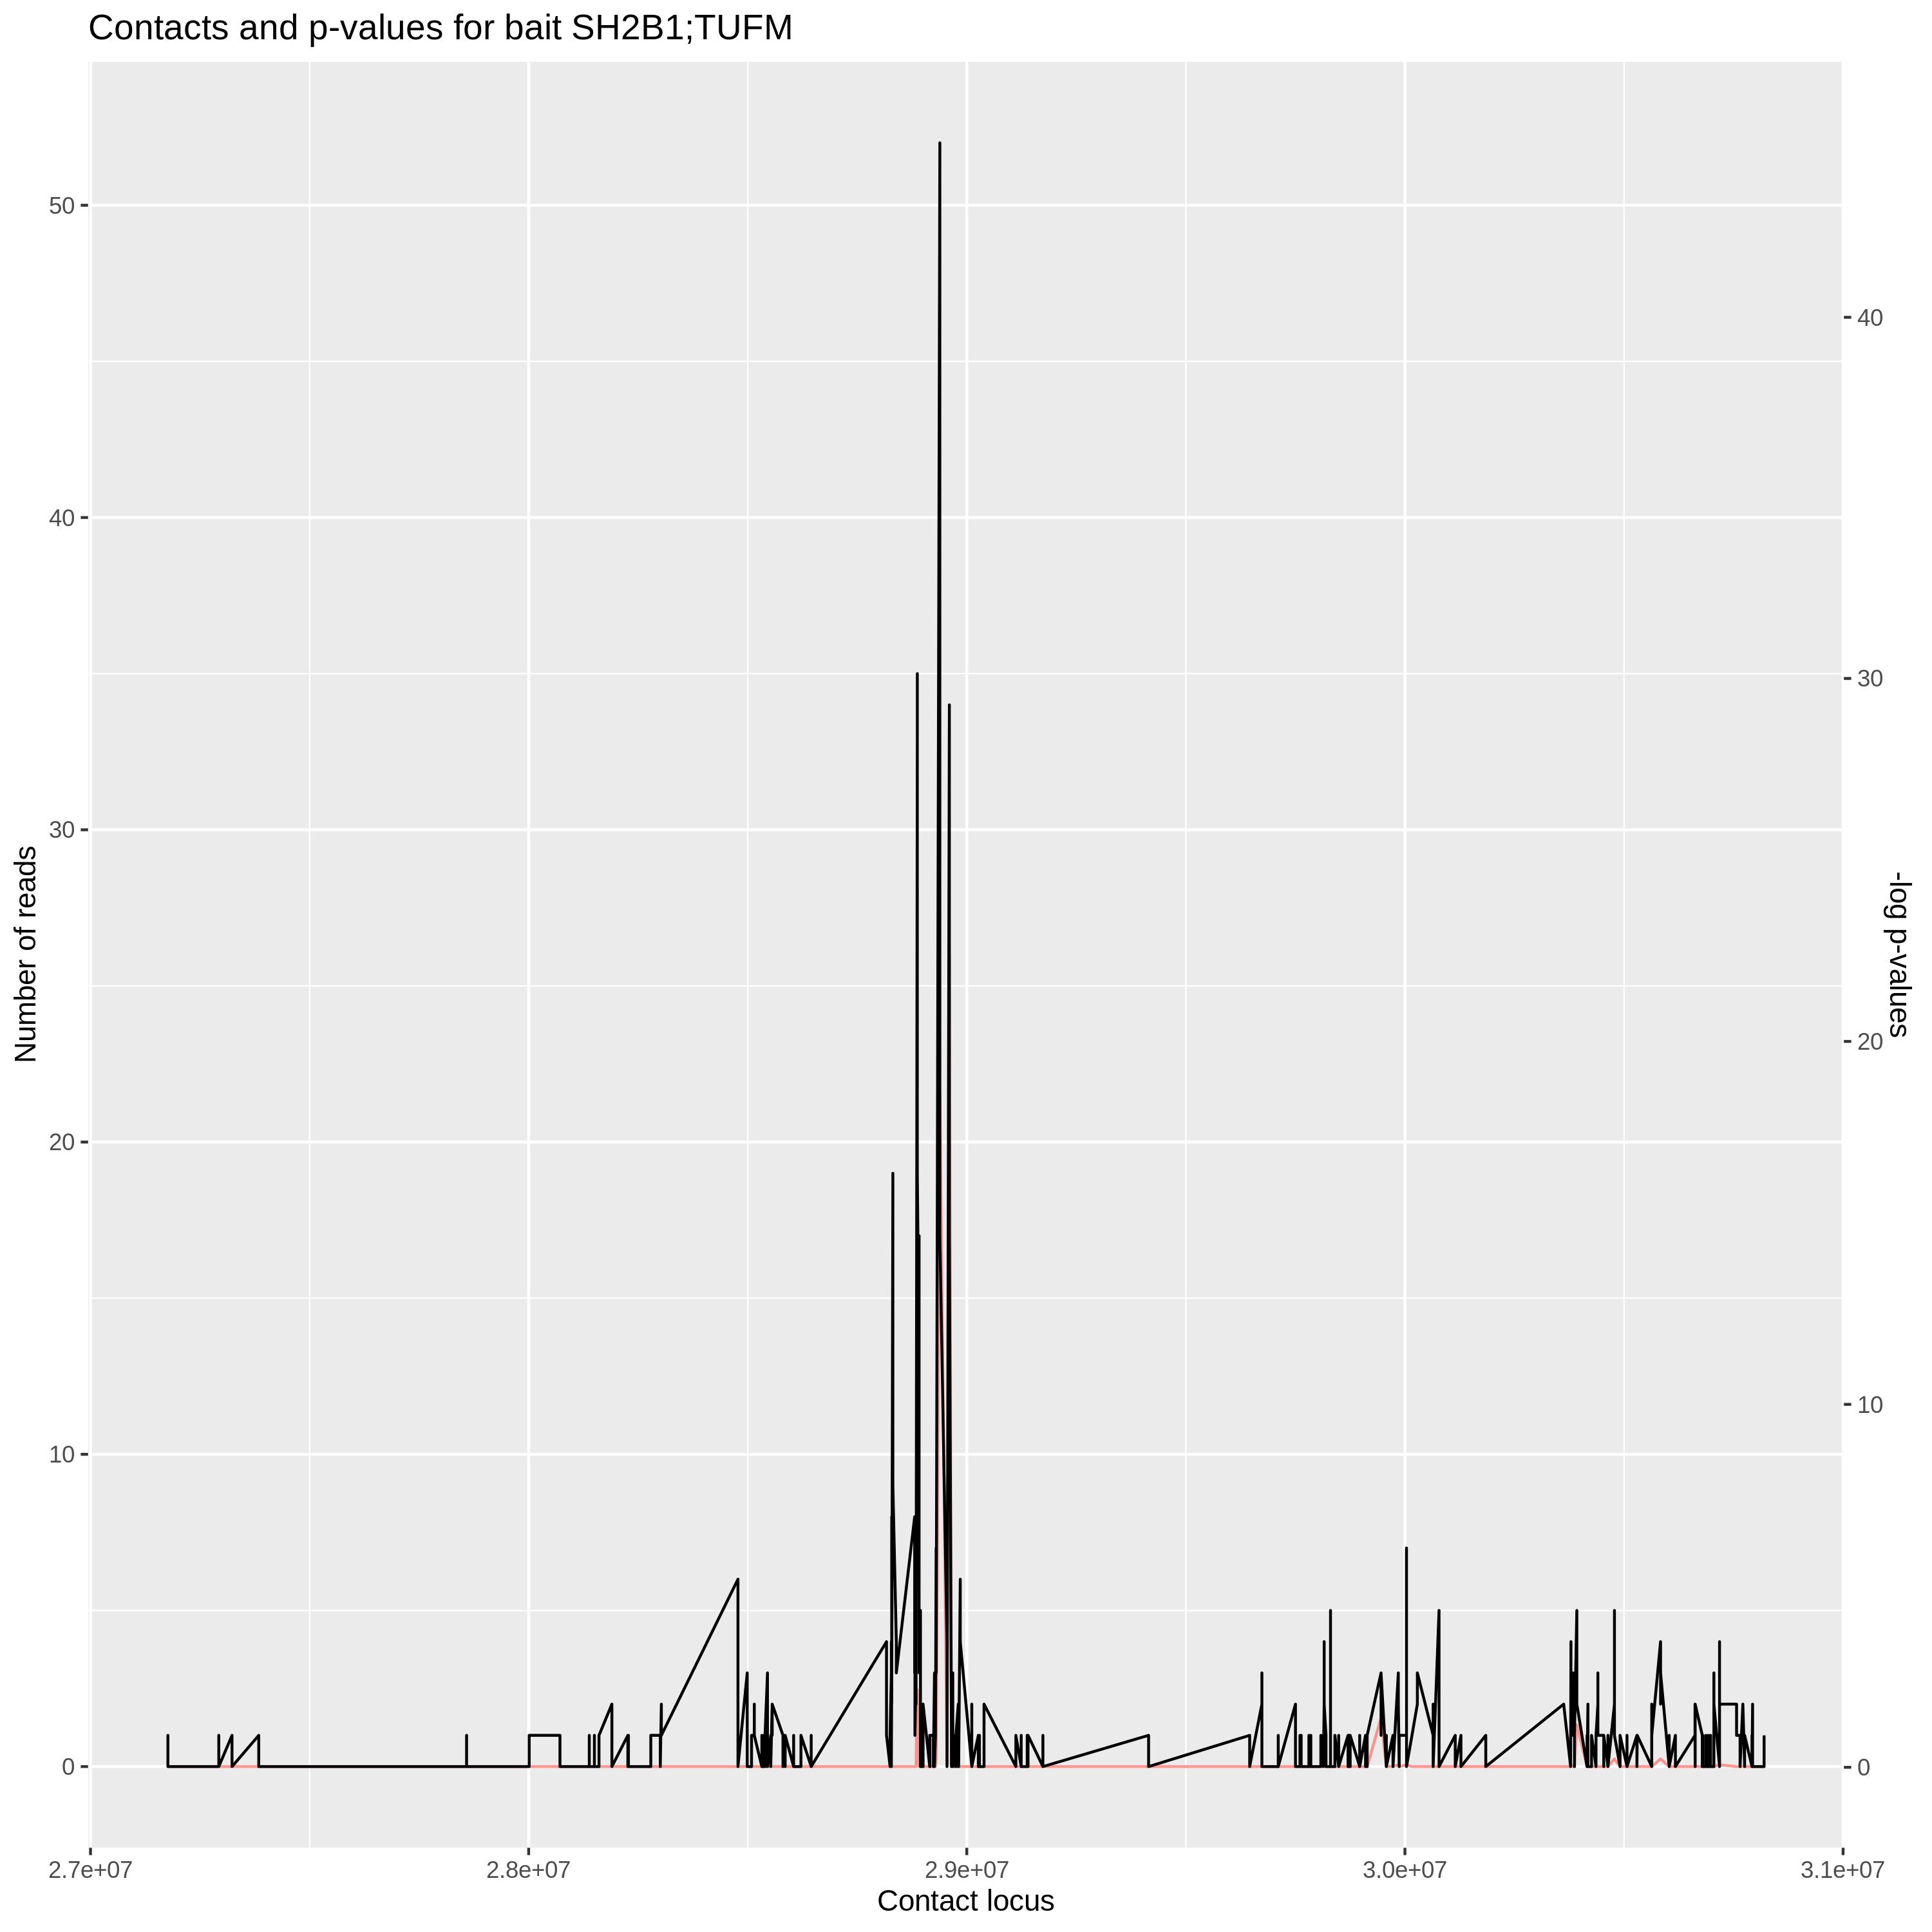 Contacts and p-values for bait SH2B1;TUFM
50
40
30
20
10
0
Number of reads
40
30
20
10
0
-log p-values
2.7e+07 2.8e+07 2.9e+07 3.0e+07 3.1e+07
Contact locus